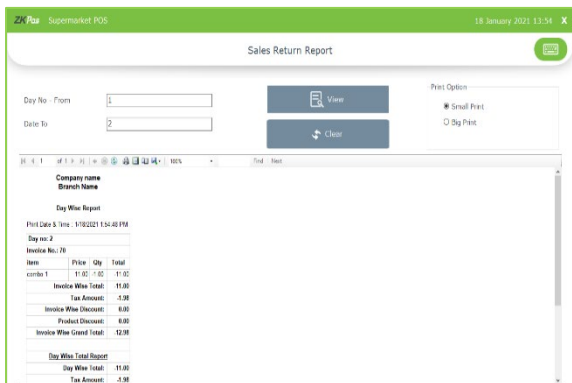 ZKPos Supermarket POS 18 January 2021 13:54 X
Sales Return Report
Day No - From 1
Date To 2
View
Clear
Print Option
Small Print
Big Print
1 of 1 100% Find Next
Company name
Branch Name
Day Wise Report
Print Date & Time : 1/18/2021 1:54:48 PM
Day no: 2
Invoice No.: 70
Item Price Qty Total
combo 1 11.00 -1.00 -11.00
Invoice Wise Total: -11.00
Tax Amount: -1.98
Invoice Wise Discount: 0.00
Product Discount: 0.00
Invoice Wise Grand Total: -12.98
Day Wise Total Report
Day Wise Total: -11.00
Tax Amount: -1.98